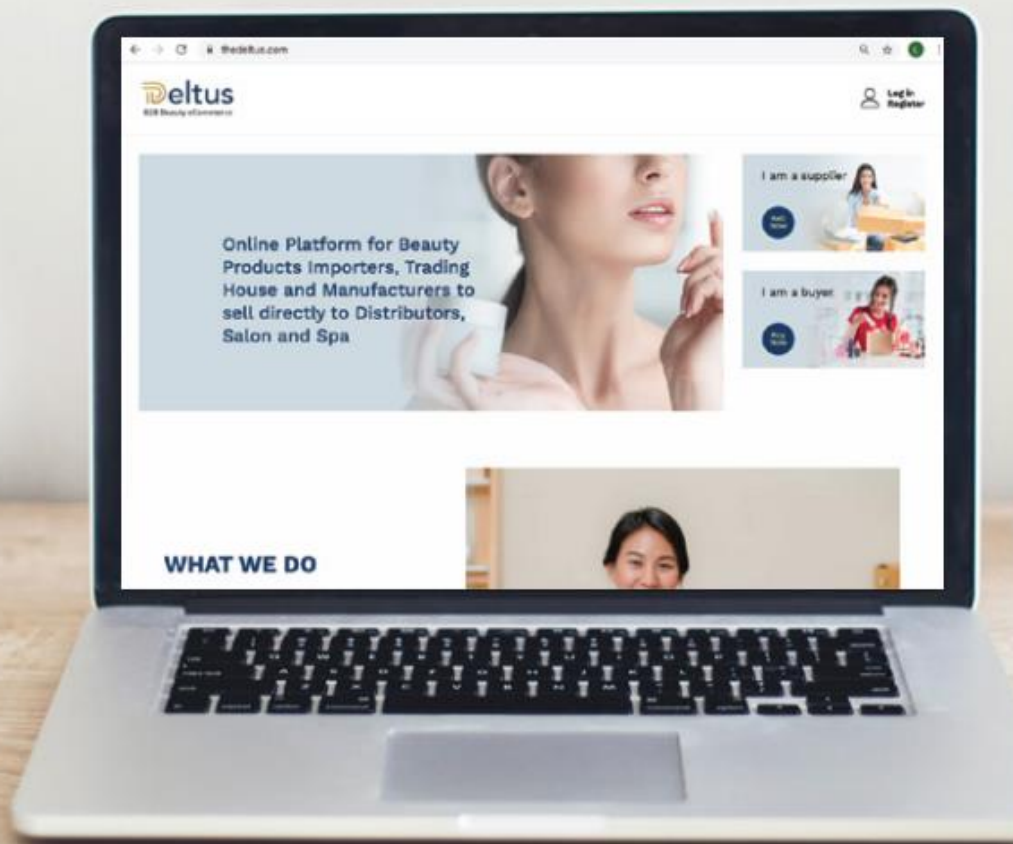 thedeltus.com
Deltus
B2B Beauty eCommerce
Log in
Register
Online Platform for Beauty
Products Importers, Trading
House and Manufacturers to
sell directly to Distributors,
Salon and Spa
I am a supplier
I am a buyer
WHAT WE DO